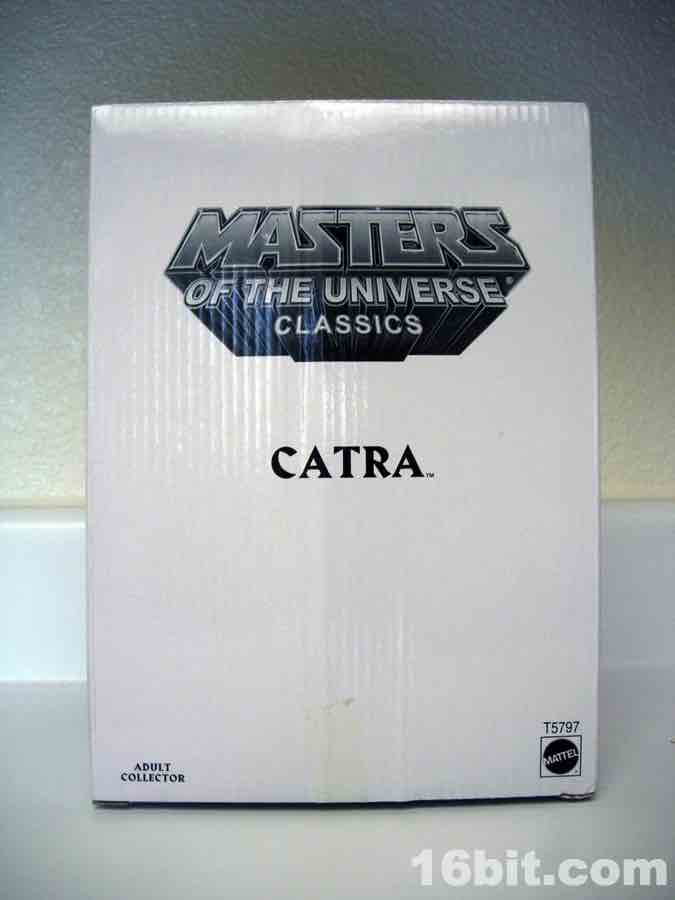 MASTERS
OF THE UNIVERSE®
CLASSICS
CATRA™
T5797
MATTEL
ADULT
COLLECTOR
16bit.com